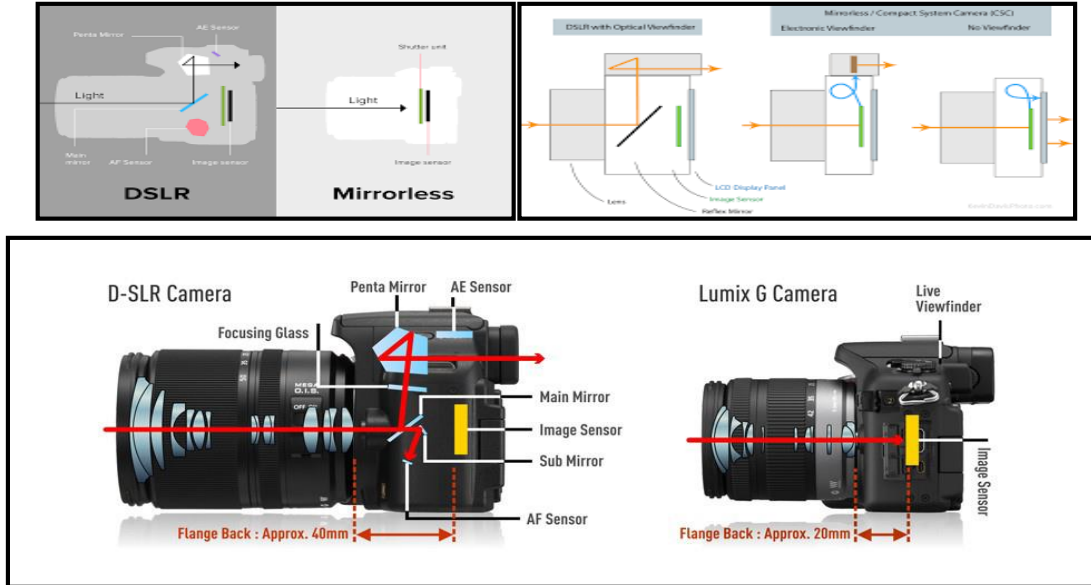 Penta Mirror
AE Sensor
Light
Main
mirror
AF Sensor
Image sensor
DSLR
Shutter unit
Light
Image sensor
Mirrorless
DSLR with Optical Viewfinder
Mirrorless / Compact System Camera (CSC)
Electronic Viewfinder
No Viewfinder
LCD Display Panel
Image Sensor
Lens
Reflex Mirror
D-SLR Camera
Penta Mirror
AE Sensor
Focusing Glass
MEGA
O.I.S.
Main Mirror
Image Sensor
Sub Mirror
AF Sensor
Flange Back : Approx. 40mm
Lumix G Camera
Live
Viewfinder
Image Sensor
Flange Back : Approx. 20mm